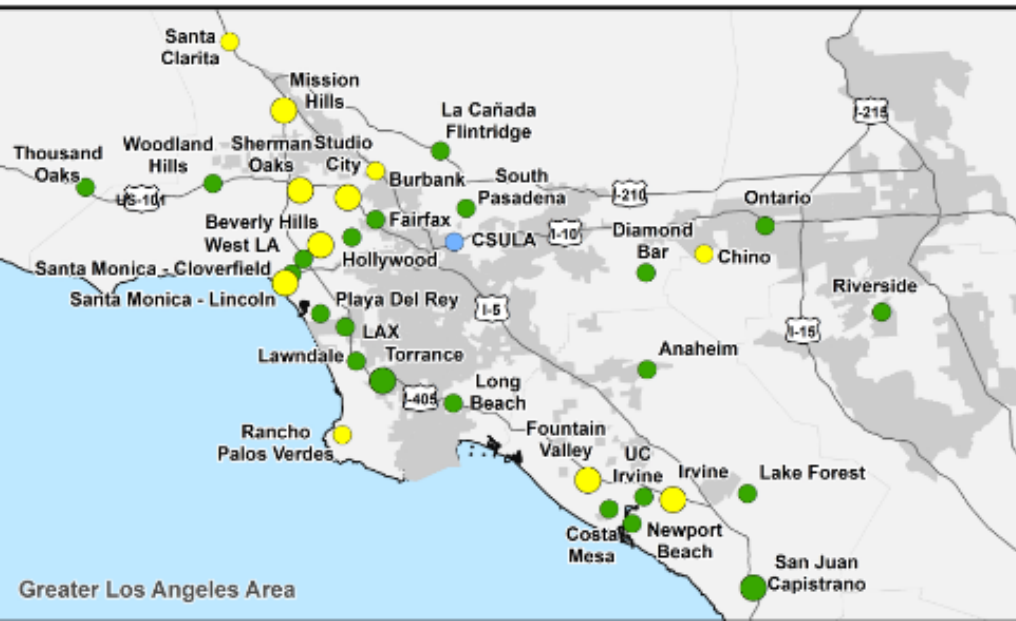 Santa
Clarita
Mission
Hills
La Cañada
Flintridge
I-215
Thousand
Oaks
Woodland
Hills
Sherman
Oaks
Studio
City
US-101
Burbank
South
Pasadena
I-210
Ontario
Beverly Hills
West LA
Fairfax
CSULA
I-10
Diamond
Bar
Chino
Hollywood
Santa Monica - Cloverfield
Santa Monica - Lincoln
Riverside
Playa Del Rey
I-5
I-15
LAX
Lawndale
Torrance
Anaheim
I-405
Long
Beach
Rancho
Palos Verdes
Fountain
Valley
UC
Irvine
Irvine
Lake Forest
Costa
Mesa
Newport
Beach
San Juan
Capistrano
Greater Los Angeles Area